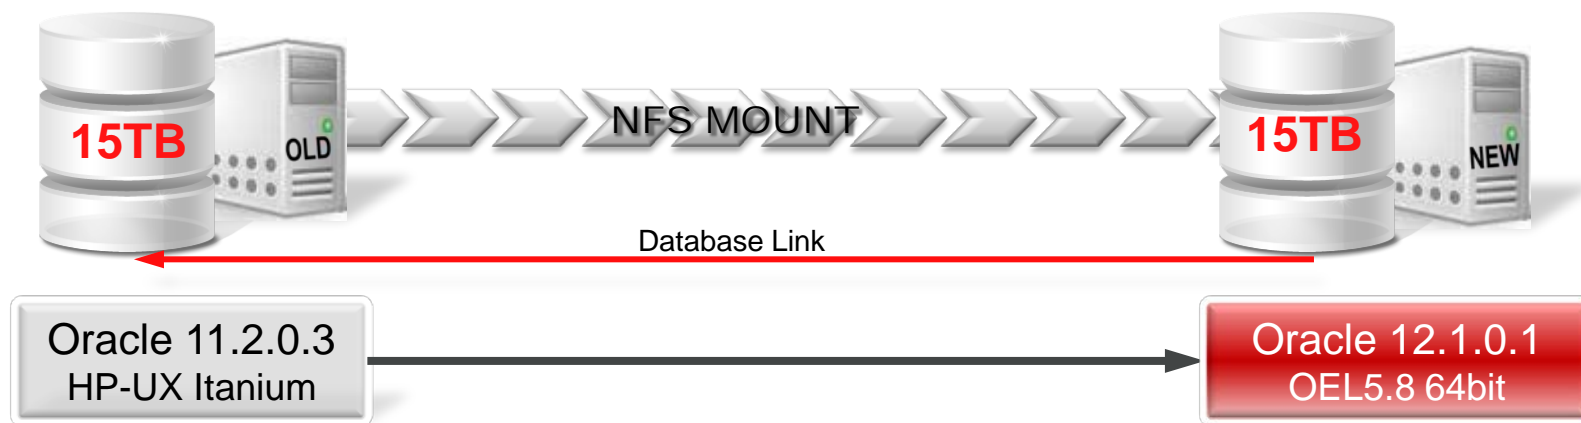 15TB
OLD
NFS MOUNT
15TB
NEW
Database Link
Oracle 11.2.0.3
HP-UX Itanium
Oracle 12.1.0.1
OEL5.8 64bit